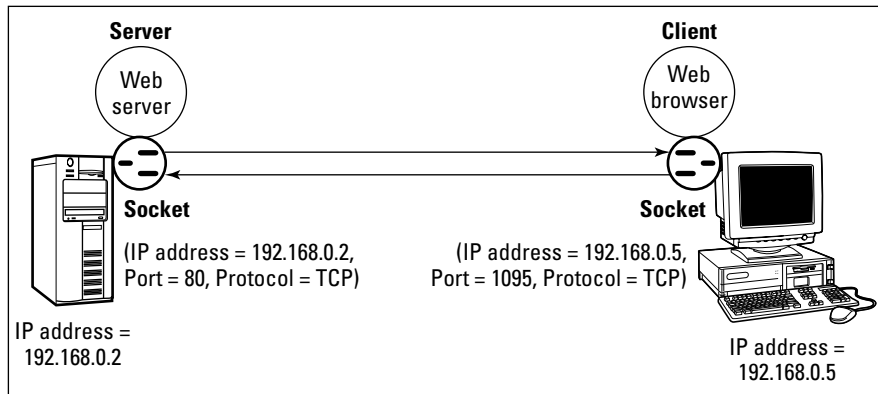 Server
Web
server
Socket
(IP address = 192.168.0.2,
Port = 80, Protocol = TCP)
IP address =
192.168.0.2
Client
Web
browser
Socket
(IP address = 192.168.0.5,
Port = 1095, Protocol = TCP)
IP address =
192.168.0.5